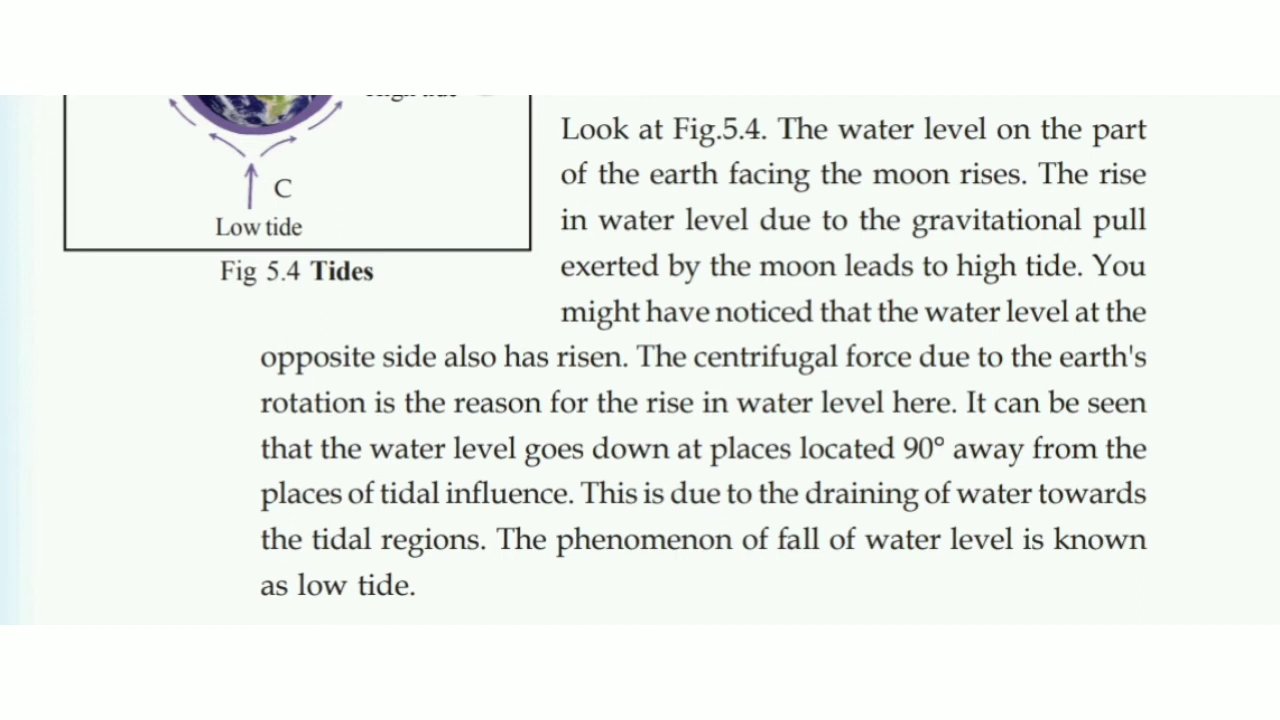 C
Low tide
Fig 5.4 Tides
Look at Fig.5.4. The water level on the part
of the earth facing the moon rises. The rise
in water level due to the gravitational pull
exerted by the moon leads to high tide. You
might have noticed that the water level at the
opposite side also has risen. The centrifugal force due to the earth's
rotation is the reason for the rise in water level here. It can be seen
that the water level goes down at places located 90° away from the
places of tidal influence. This is due to the draining of water towards
the tidal regions. The phenomenon of fall of water level is known
as low tide.